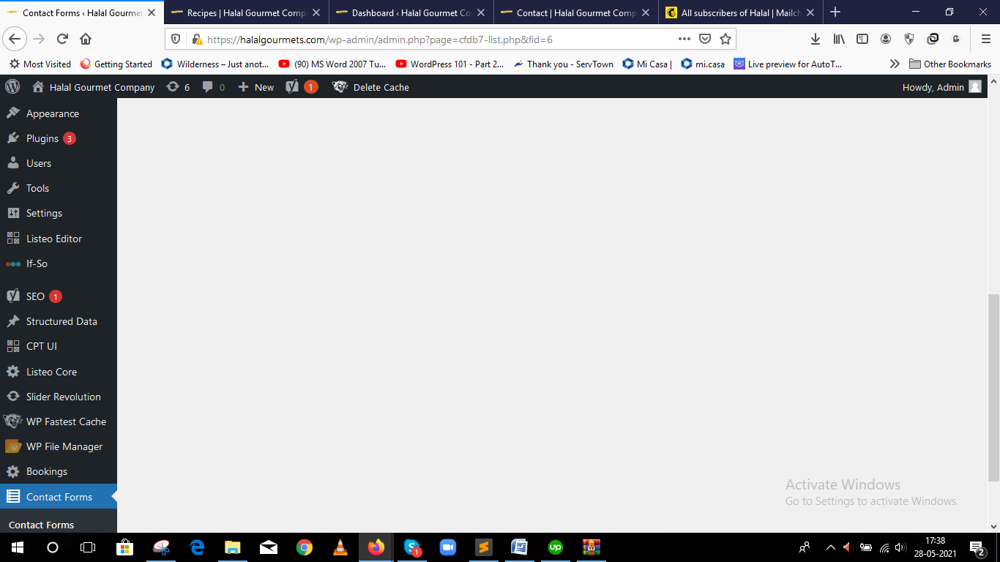 Contact Forms ‹ Halal Gourmet
Recipes | Halal Gourmet Comp
Dashboard ‹ Halal Gourmet Co
Contact | Halal Gourmet Comp
All subscribers of Halal | Mailch
https://halalgourmets.com/wp-admin/admin.php?page=cfdb7-list.php&fid=6
Most Visited
Getting Started
Wilderness – Just anot...
(90) MS Word 2007 Tu...
WordPress 101 - Part 2...
Thank you - ServTown
Mi Casa |
mi.casa
Live preview for AutoT...
Other Bookmarks
Halal Gourmet Company
6
0
New
1
Delete Cache
Howdy, Admin
Appearance
Plugins 3
Users
Tools
Settings
Listeo Editor
If-So
SEO 1
Structured Data
CPT UI
Listeo Core
Slider Revolution
WP Fastest Cache
WP File Manager
Bookings
Contact Forms
Contact Forms
Activate Windows
Go to Settings to activate Windows.
1
up
17:38
28-05-2021
2